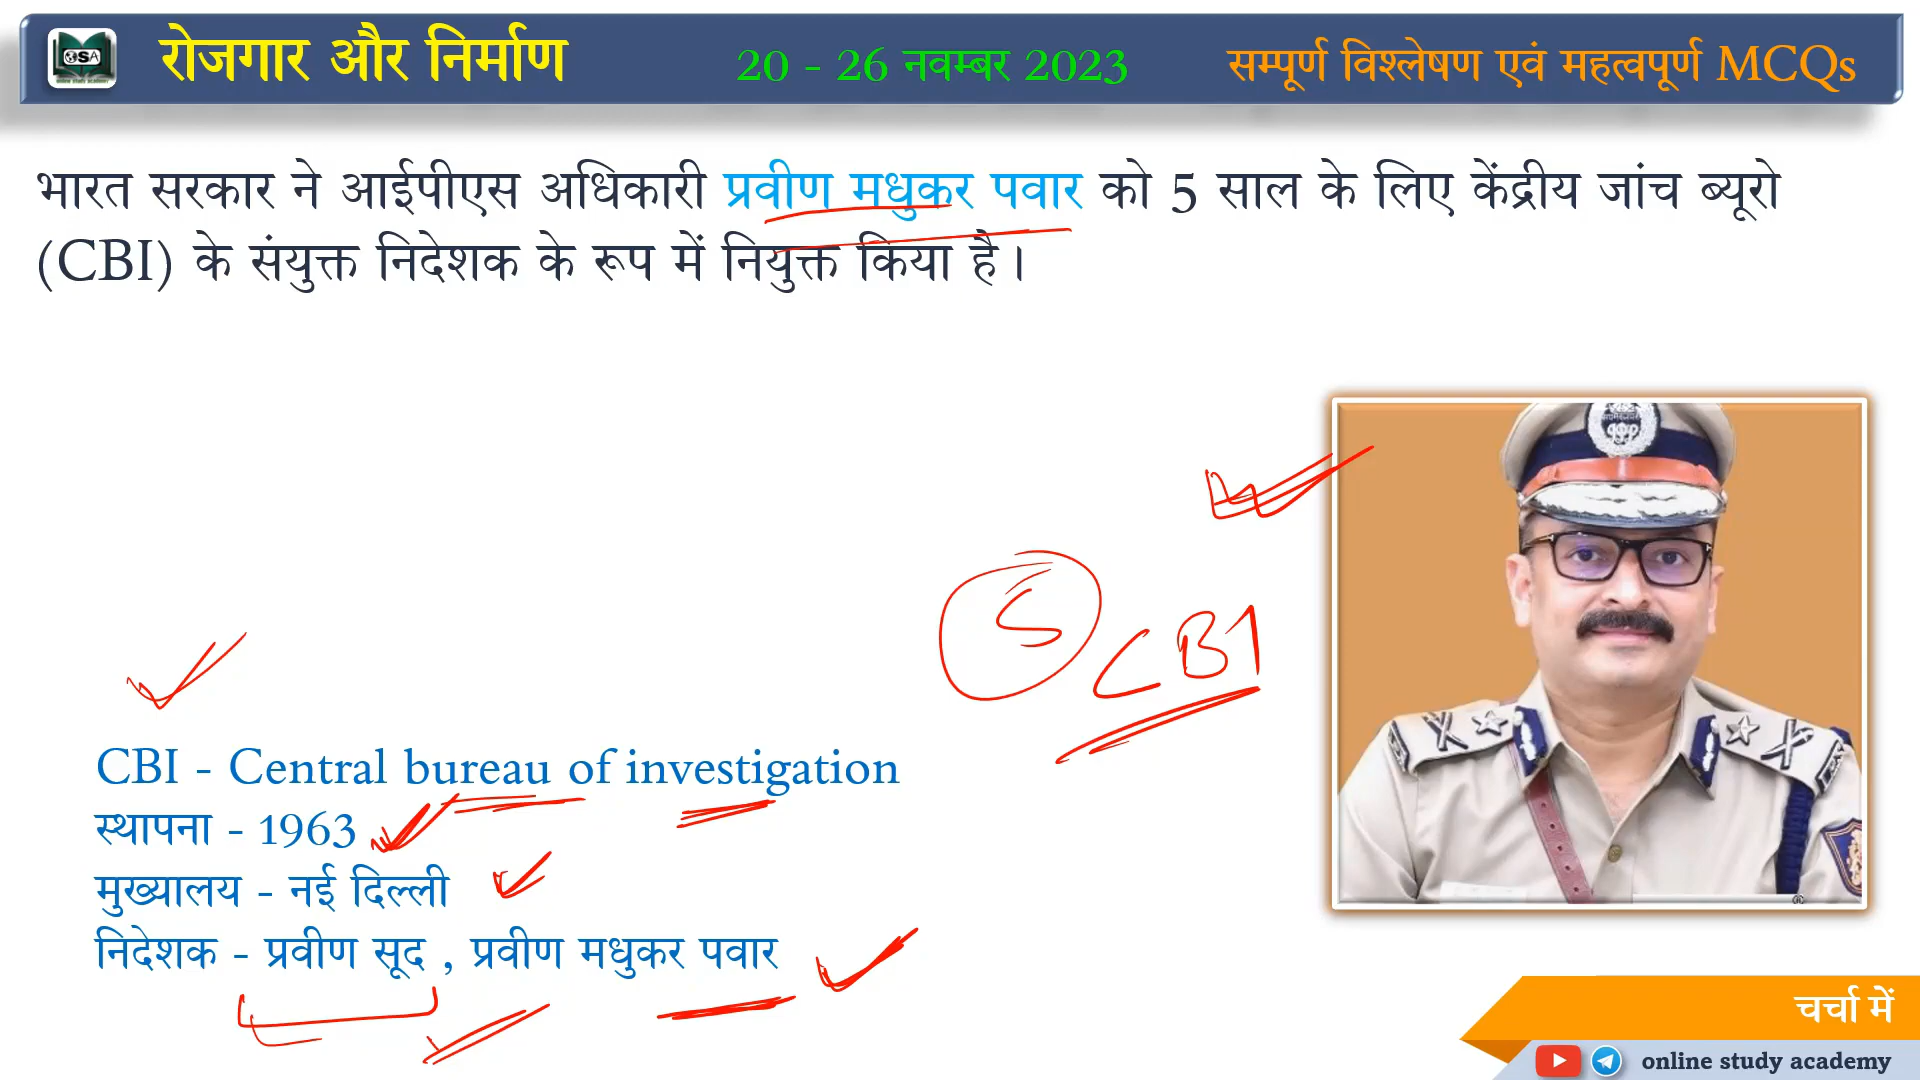 OSA
रोजगार और निर्माण
20 - 26 नवम्बर 2023
सम्पूर्ण विश्लेषण एवं महत्वपूर्ण MCQs
भारत सरकार ने आईपीएस अधिकारी प्रवीण मधुकर पवार को 5 साल के लिए केंद्रीय जांच ब्यूरो
(CBI) के संयुक्त निदेशक के रूप में नियुक्त किया है।
CBI
CBI - Central bureau of investigation
स्थापना - 1963
मुख्यालय - नई दिल्ली
निदेशक - प्रवीण सूद , प्रवीण मधुकर पवार
चर्चा में
online study academy